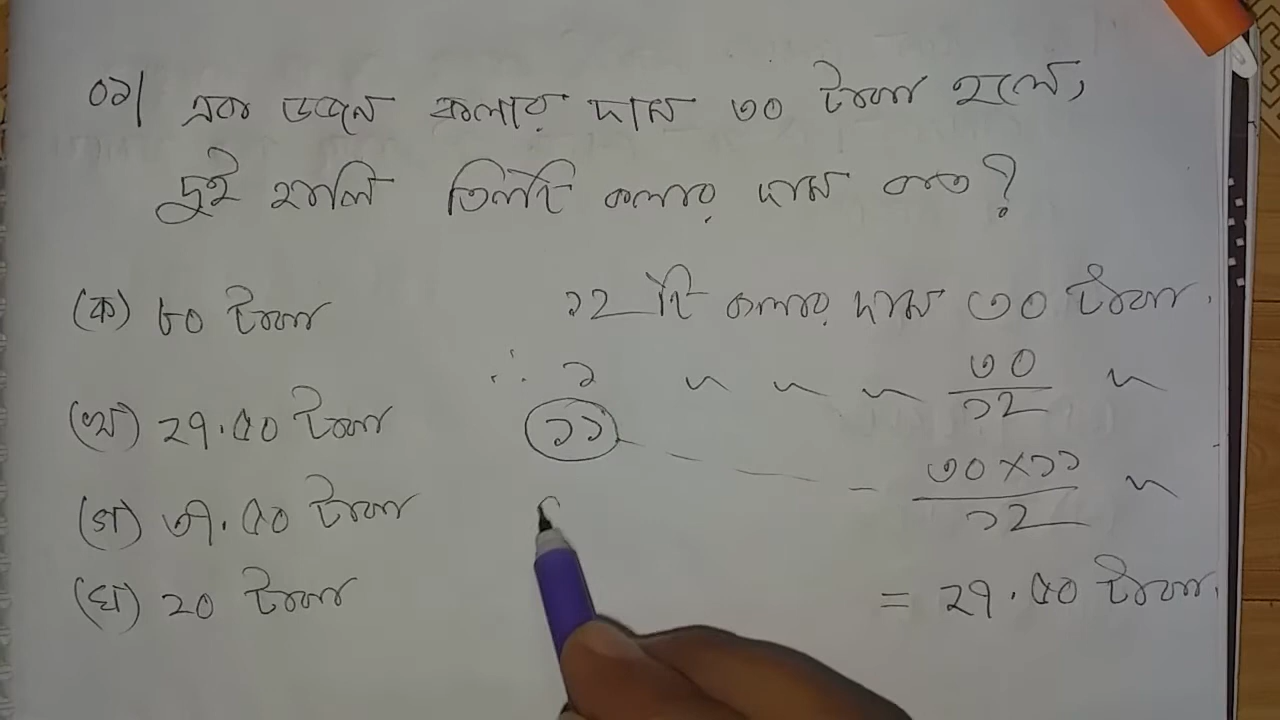 ০১| এক ডজন কলার দাম ৩০ টাকা হলে,
দুই হালি তিনটি কলার দাম কত?
(ক) ৮০ টাকা
(খ) ২৭.৫০ টাকা
(গ) ৩৭.৫০ টাকা
(ঘ) ২০ টাকা
১২ টি কলার দাম ৩০ টাকা.
∴ ১ " " " ৩০/১২ "
১১ - - - - ৩০×১১/১২ "
= ২৭.৫০ টাকা.